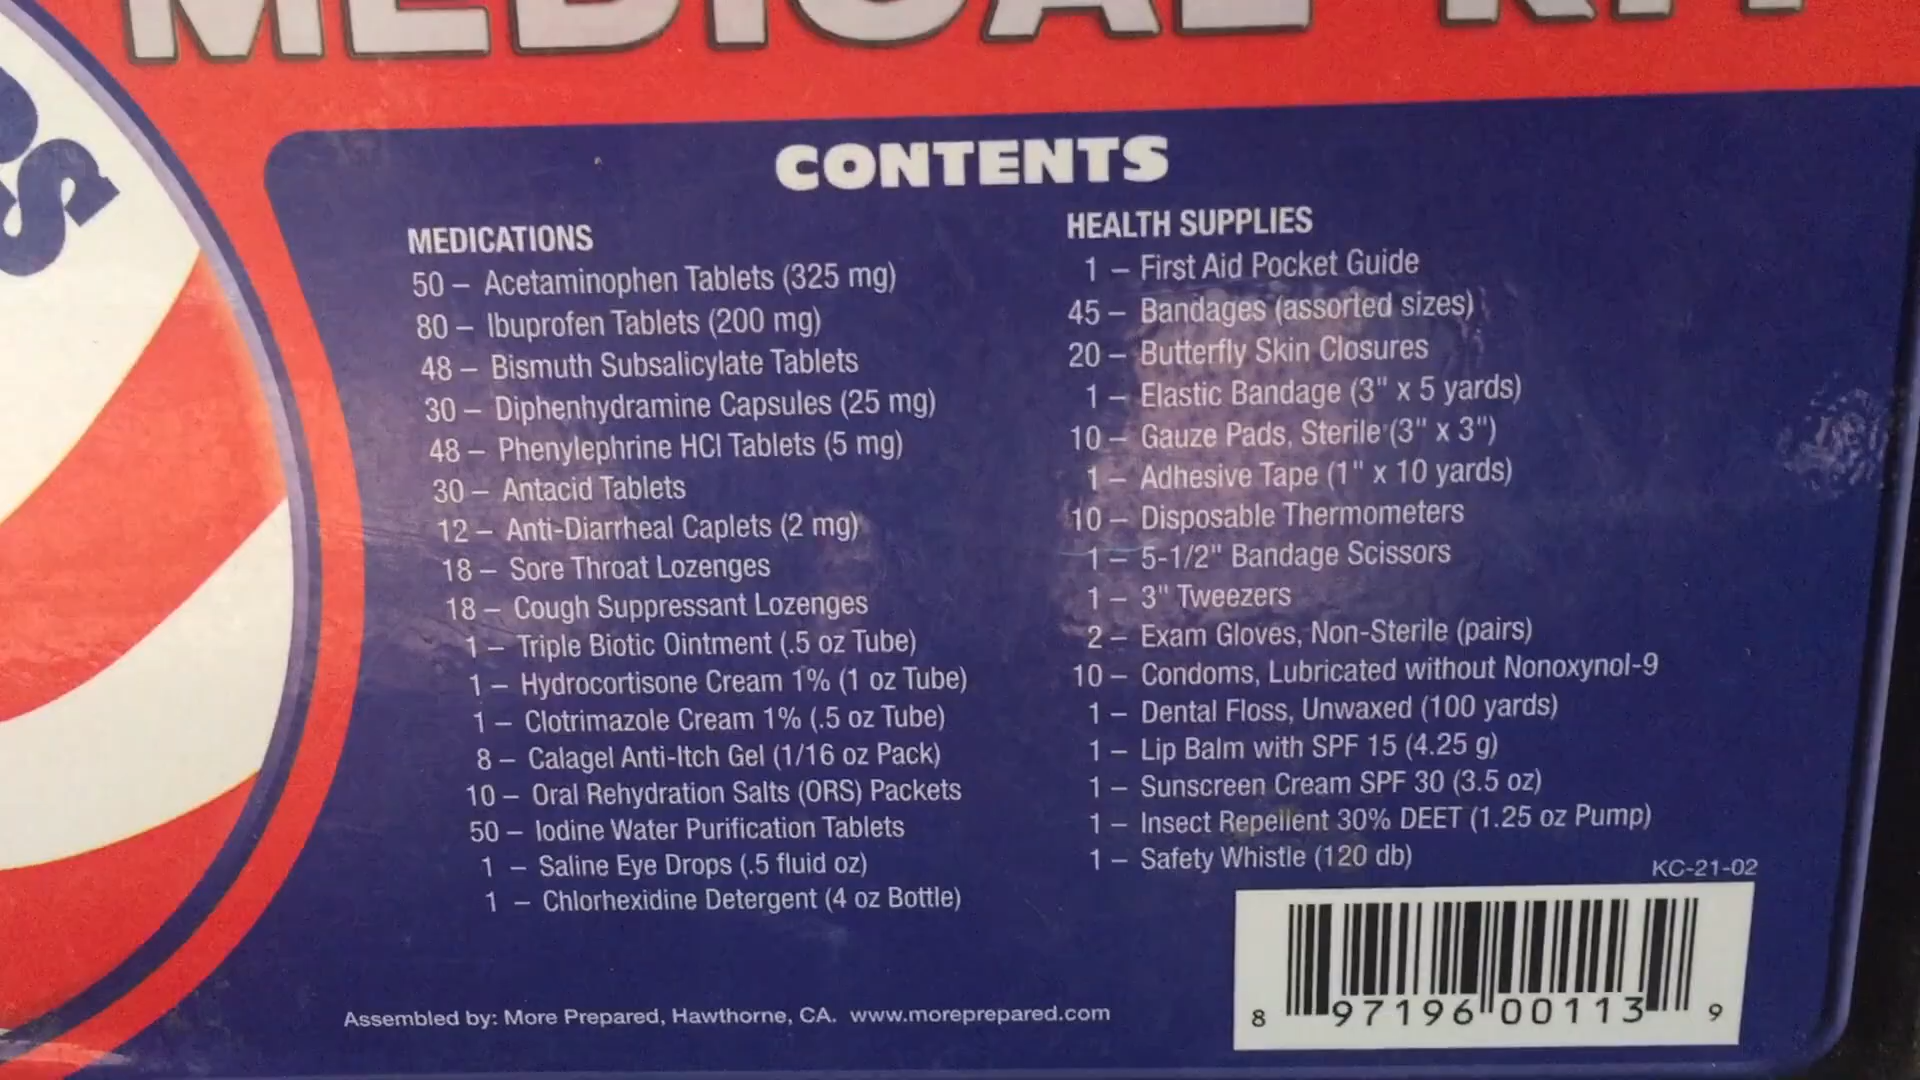 MEDICAL KIT
CONTENTS
MEDICATIONS
50 – Acetaminophen Tablets (325 mg)
80 – Ibuprofen Tablets (200 mg)
48 – Bismuth Subsalicylate Tablets
30 – Diphenhydramine Capsules (25 mg)
48 – Phenylephrine HCl Tablets (5 mg)
30 – Antacid Tablets
12 – Anti-Diarrheal Caplets (2 mg)
18 – Sore Throat Lozenges
18 – Cough Suppressant Lozenges
1 – Triple Biotic Ointment (.5 oz Tube)
1 – Hydrocortisone Cream 1% (1 oz Tube)
1 – Clotrimazole Cream 1% (.5 oz Tube)
8 – Calagel Anti-Itch Gel (1/16 oz Pack)
10 – Oral Rehydration Salts (ORS) Packets
50 – Iodine Water Purification Tablets
1 – Saline Eye Drops (.5 fluid oz)
1 – Chlorhexidine Detergent (4 oz Bottle)
HEALTH SUPPLIES
1 – First Aid Pocket Guide
45 – Bandages (assorted sizes)
20 – Butterfly Skin Closures
1 – Elastic Bandage (3" x 5 yards)
10 – Gauze Pads, Sterile (3" x 3")
1 – Adhesive Tape (1" x 10 yards)
10 – Disposable Thermometers
1 – 5-1/2" Bandage Scissors
1 – 3" Tweezers
2 – Exam Gloves, Non-Sterile (pairs)
10 – Condoms, Lubricated without Nonoxynol-9
1 – Dental Floss, Unwaxed (100 yards)
1 – Lip Balm with SPF 15 (4.25 g)
1 – Sunscreen Cream SPF 30 (3.5 oz)
1 – Insect Repellent 30% DEET (1.25 oz Pump)
1 – Safety Whistle (120 db)
KC-21-02
8 97196 00113 9
Assembled by: More Prepared, Hawthorne, CA. www.moreprepared.com